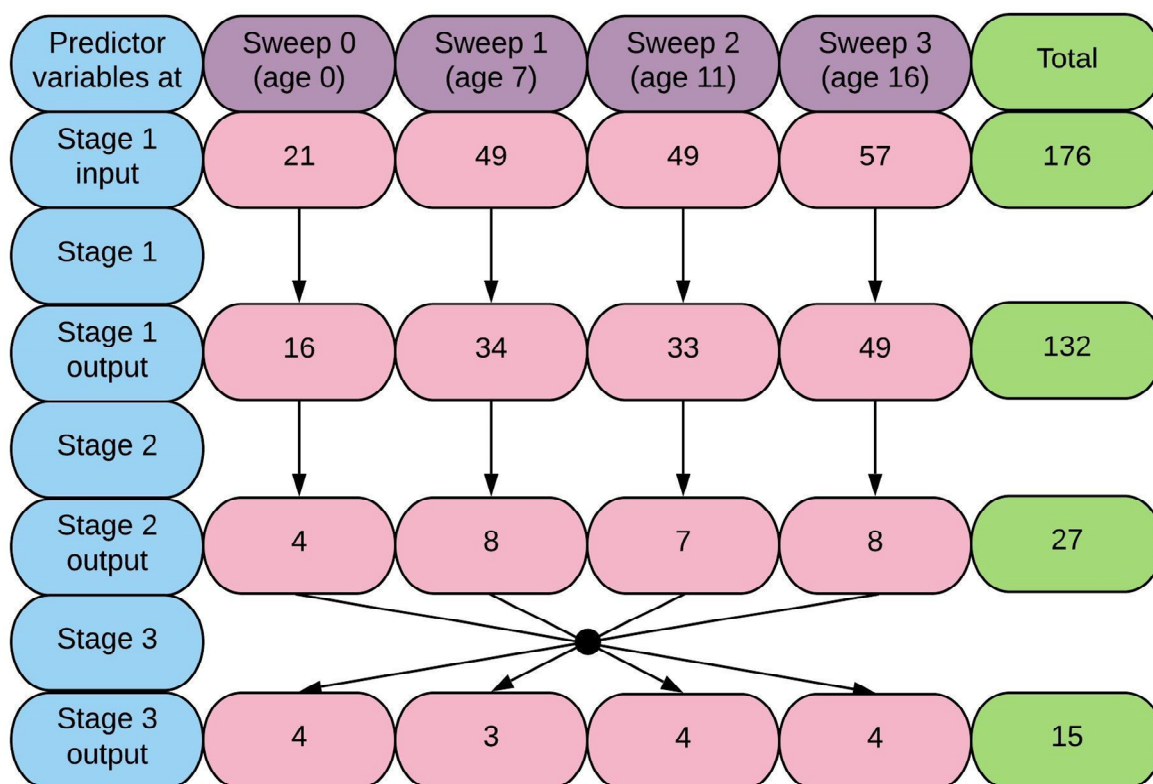 Predictor
variables at
Sweep 0
(age 0)
Sweep 1
(age 7)
Sweep 2
(age 11)
Sweep 3
(age 16)
Total
Stage 1
input
21
49
49
57
176
Stage 1
Stage 1
output
16
34
33
49
132
Stage 2
Stage 2
output
4
8
7
8
27
Stage 3
Stage 3
output
4
3
4
4
15